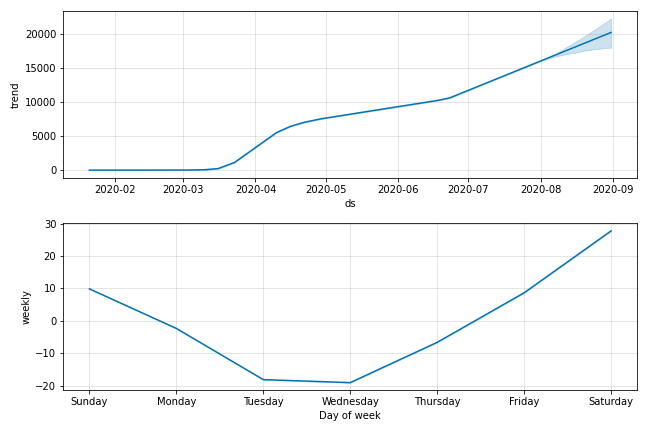 20000
15000
10000
5000
0
trend
2020-02 2020-03 2020-04 2020-05 2020-06 2020-07 2020-08 2020-09
ds
30
20
10
0
−10
−20
weekly
Sunday Monday Tuesday Wednesday Thursday Friday Saturday
Day of week